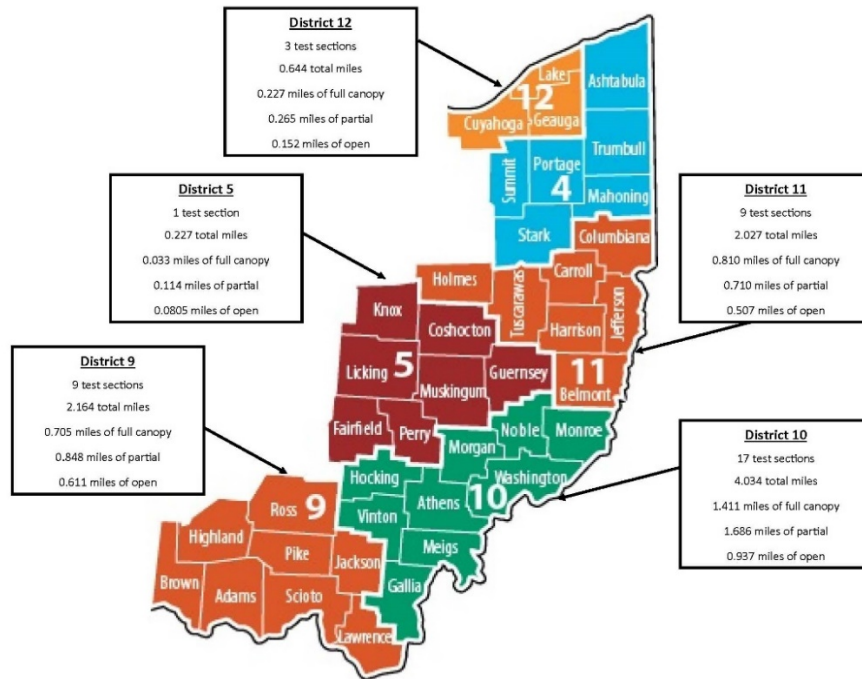 District 12
3 test sections
0.644 total miles
0.227 miles of full canopy
0.265 miles of partial
0.152 miles of open
District 5
1 test section
0.227 total miles
0.033 miles of full canopy
0.114 miles of partial
0.0805 miles of open
District 9
9 test sections
2.164 total miles
0.705 miles of full canopy
0.848 miles of partial
0.611 miles of open
District 11
9 test sections
2.027 total miles
0.810 miles of full canopy
0.710 miles of partial
0.507 miles of open
District 10
17 test sections
4.034 total miles
1.411 miles of full canopy
1.686 miles of partial
0.937 miles of open
Lake
12
Cuyahoga
Geauga
Ashtabula
Trumbull
Summit
Portage
4
Mahoning
Stark
Columbiana
Holmes
Tuscarawas
Carroll
Jefferson
Harrison
11
Belmont
Knox
Coshocton
Licking
5
Guernsey
Muskingum
Fairfield
Perry
Noble
Monroe
Morgan
Washington
Hocking
Athens
10
Vinton
Meigs
Gallia
Ross
9
Highland
Pike
Jackson
Brown
Adams
Scioto
Lawrence